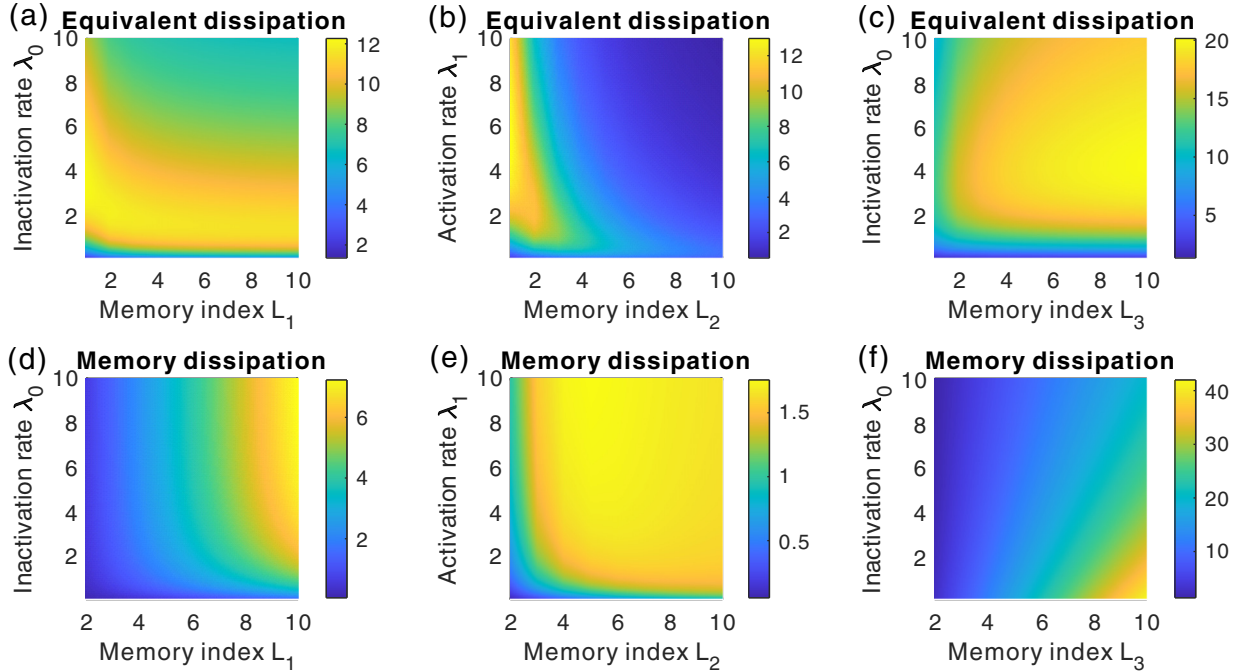 (a) Equivalent dissipation
Inactivation rate λ0
10
8
6
4
2
2 4 6 8 10
Memory index L1
12
10
8
6
4
2
(b) Equivalent dissipation
Activation rate λ1
10
8
6
4
2
2 4 6 8 10
Memory index L2
12
10
8
6
4
2
(c) Equivalent dissipation
Inctivation rate λ0
10
8
6
4
2
2 4 6 8 10
Memory index L3
20
15
10
5
(d) Memory dissipation
Inactivation rate λ0
10
8
6
4
2
2 4 6 8 10
Memory index L1
6
4
2
(e) Memory dissipation
Activation rate λ1
10
8
6
4
2
2 4 6 8 10
Memory index L2
1.5
1
0.5
(f) Memory dissipation
Inactivation rate λ0
10
8
6
4
2
2 4 6 8 10
Memory index L3
40
30
20
10